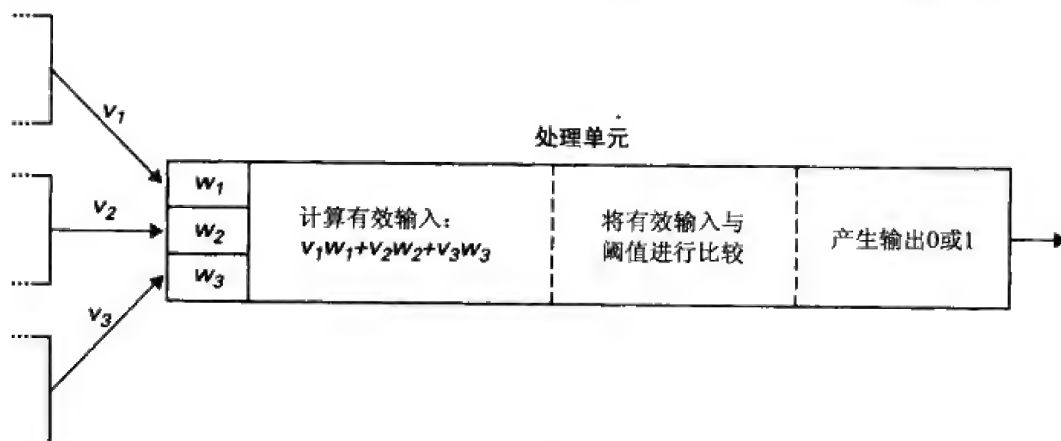 v₁
处理单元
w₁
v₂
w₂
w₃
v₃
计算有效输入：
v₁w₁+v₂w₂+v₃w₃
将有效输入与
阈值进行比较
产生输出0或1